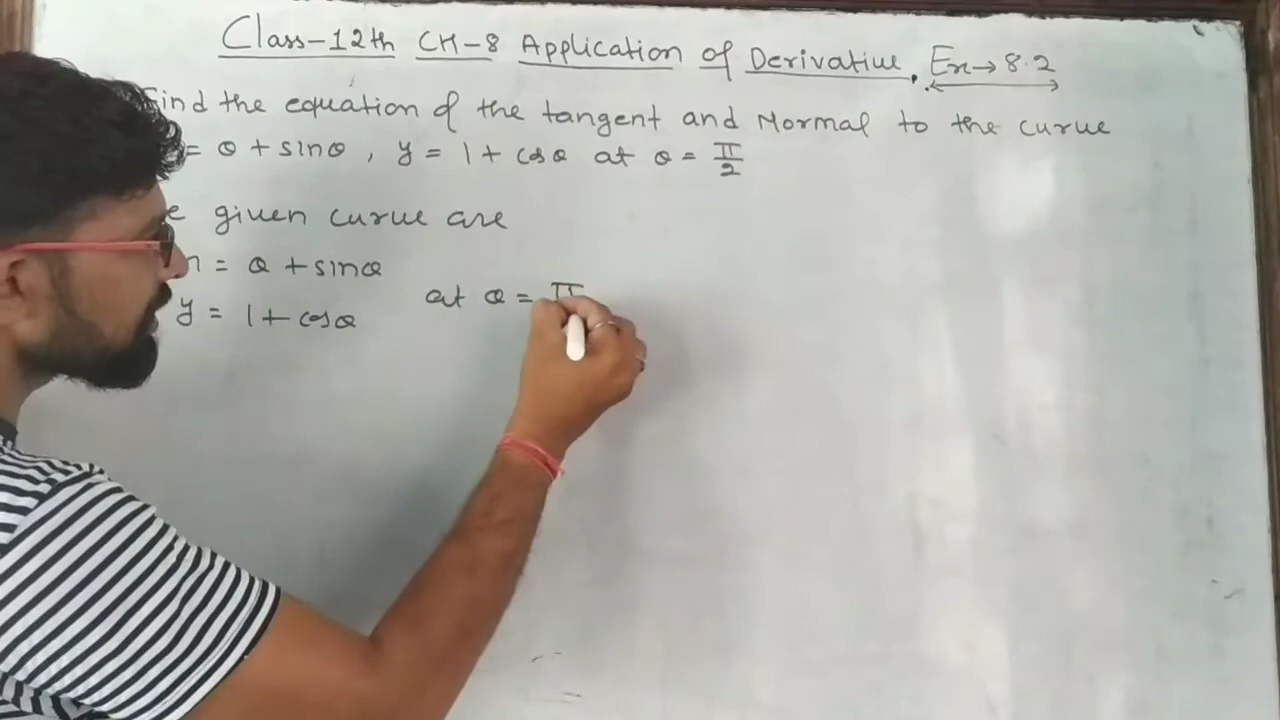 Class-12th CH-8 Application of Derivative, Ex→8.2
Find the equation of the tangent and Normal to the curve
= θ + sinθ, y = 1 + cosθ at θ = π/2
given curve are
x = θ + sinθ
y = 1 + cosθ at θ = π